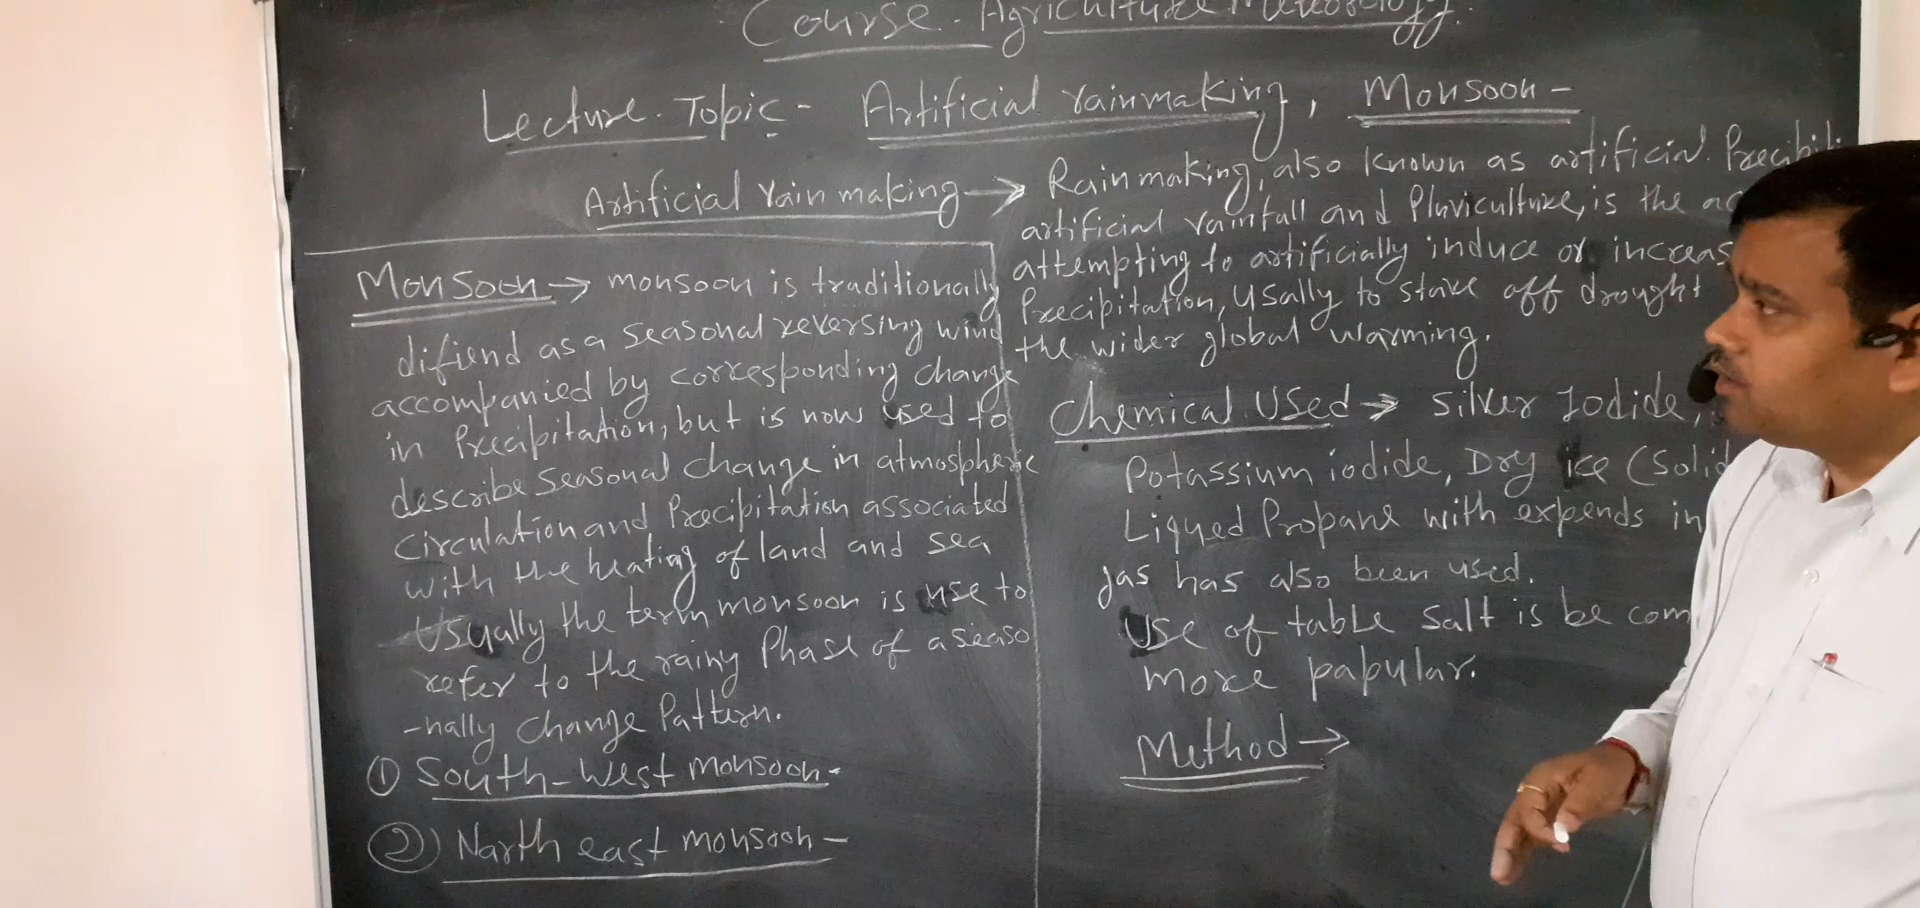 Course - Agriculture Meteorology.
Lecture Topic - Artificial rainmaking, Monsoon -
Artificial rain making → Rain making, also known as artificial Precibiti
artificial rainfall and Pluviculture, is the ac
attempting to artificially induce or increas
Precipitation, Usally to stave off drought
the wider global warming.
Chemical Used → Silver Iodide,
Potassium iodide, Dry ice (Solid
Liqued Propane with expends in
gas has also been used.
Use of table salt is be com
more papular.
Method →
Monsoon → monsoon is traditionally
difiend as a seasonal reversing wind
accompanied by corresponding change
in Precipitation, but is now used to
describe seasonal change in atmospheric
Circulation and Precipitation associated
with the heating of land and sea
Usually the term monsoon is use to
refer to the rainy Phase of a seaso
-nally change Pattern.
① South-West monsoon -
② North east monsoon -